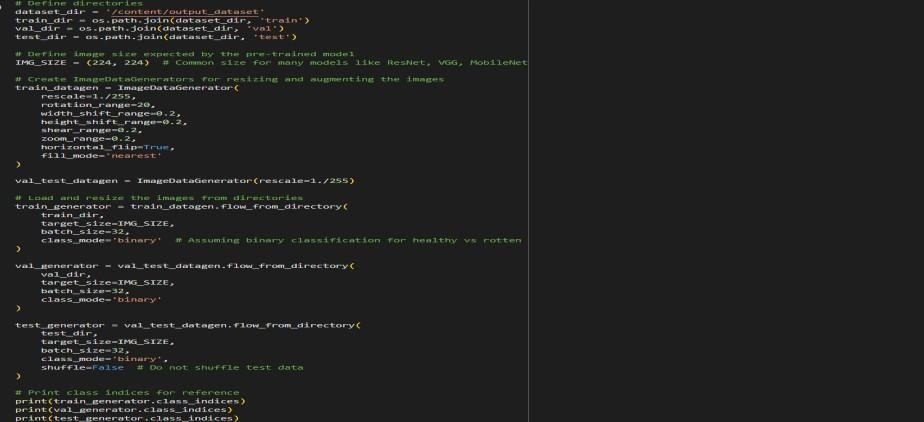 # Define directories
dataset_dir = '/content/output_dataset'
train_dir = os.path.join(dataset_dir, 'train')
val_dir = os.path.join(dataset_dir, 'val')
test_dir = os.path.join(dataset_dir, 'test')

# Define image size expected by the pre-trained model
IMG_SIZE = (224, 224)  # Common size for many models like ResNet, VGG, MobileNet

# Create ImageDataGenerators for resizing and augmenting the images
train_datagen = ImageDataGenerator(
    rescale=1./255,
    rotation_range=20,
    width_shift_range=0.2,
    height_shift_range=0.2,
    shear_range=0.2,
    zoom_range=0.2,
    horizontal_flip=True,
    fill_mode='nearest'
)

val_test_datagen = ImageDataGenerator(rescale=1./255)

# Load and resize the images from directories
train_generator = train_datagen.flow_from_directory(
    train_dir,
    target_size=IMG_SIZE,
    batch_size=32,
    class_mode='binary'  # Assuming binary classification for healthy vs rotten
)

val_generator = val_test_datagen.flow_from_directory(
    val_dir,
    target_size=IMG_SIZE,
    batch_size=32,
    class_mode='binary'
)

test_generator = val_test_datagen.flow_from_directory(
    test_dir,
    target_size=IMG_SIZE,
    batch_size=32,
    class_mode='binary',
    shuffle=False  # Do not shuffle test data
)

# Print class indices for reference
print(train_generator.class_indices)
print(val_generator.class_indices)
print(test_generator.class_indices)